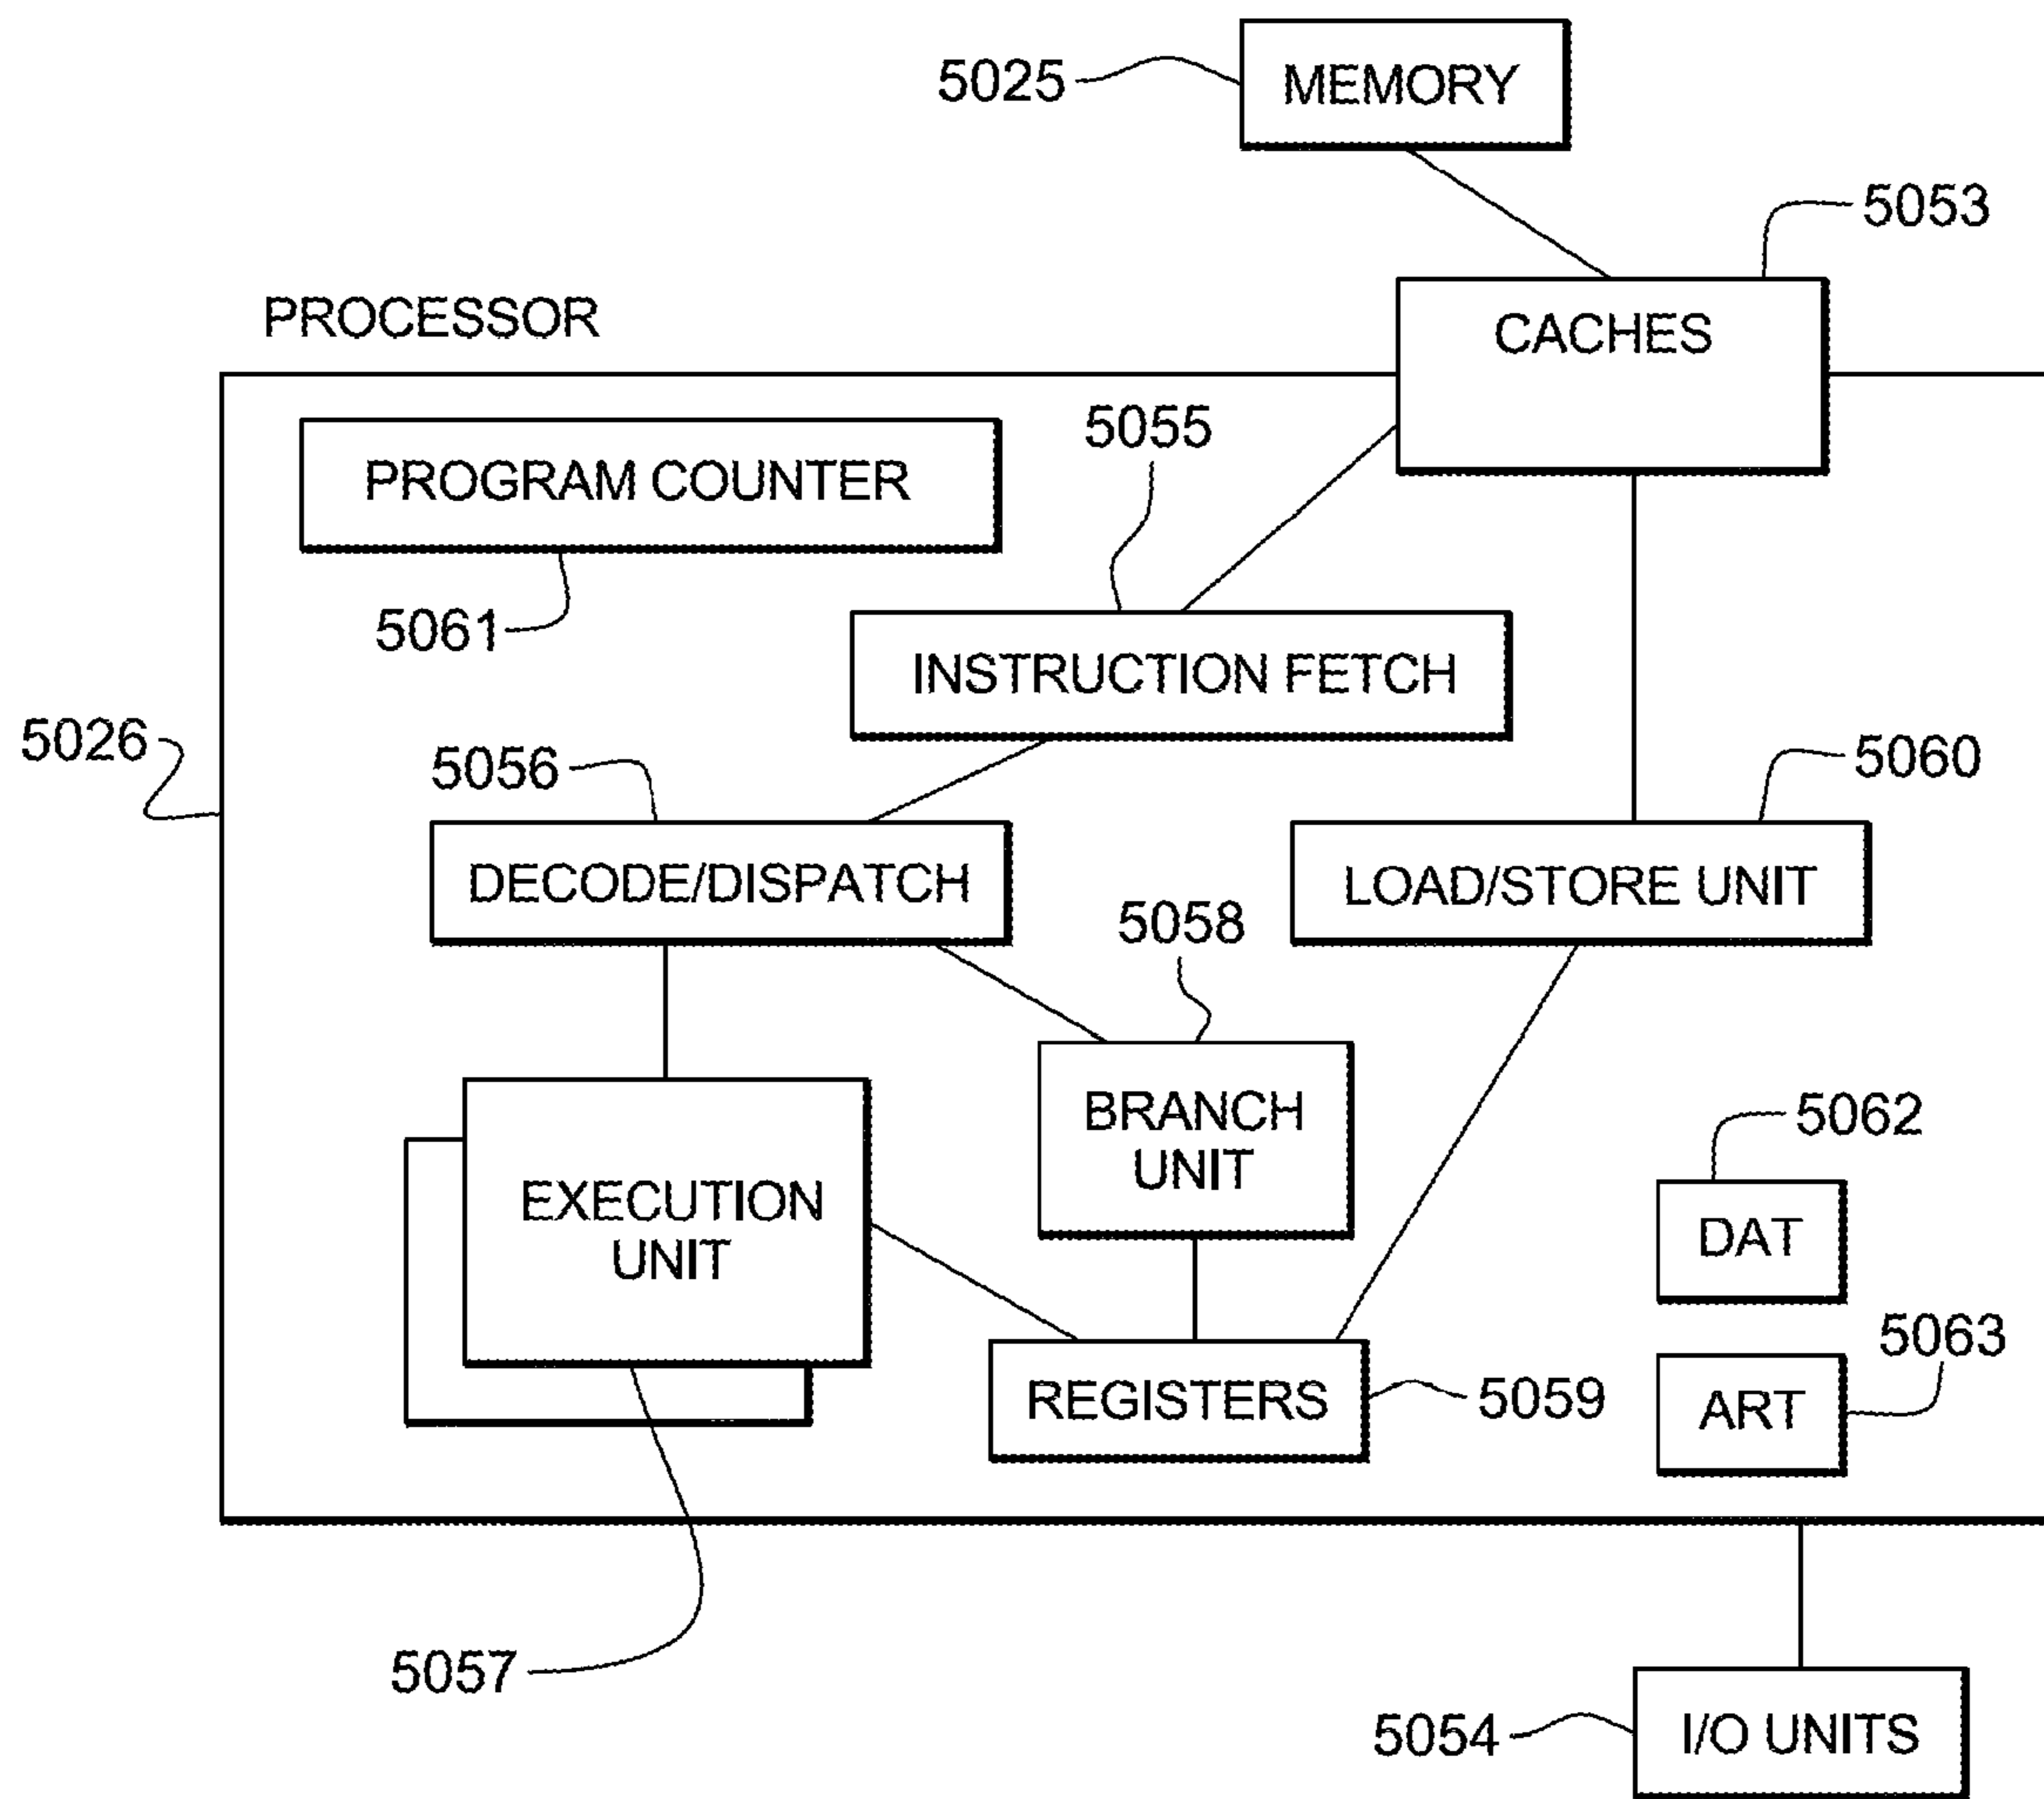 5025
MEMORY
5053
PROCESSOR
CACHES
5055
PROGRAM COUNTER
5061
INSTRUCTION FETCH
5026
5056
5060
DECODE/DISPATCH
LOAD/STORE UNIT
5058
BRANCH
UNIT
5062
EXECUTION
UNIT
DAT
5063
REGISTERS
5059
ART
5057
5054
I/O UNITS